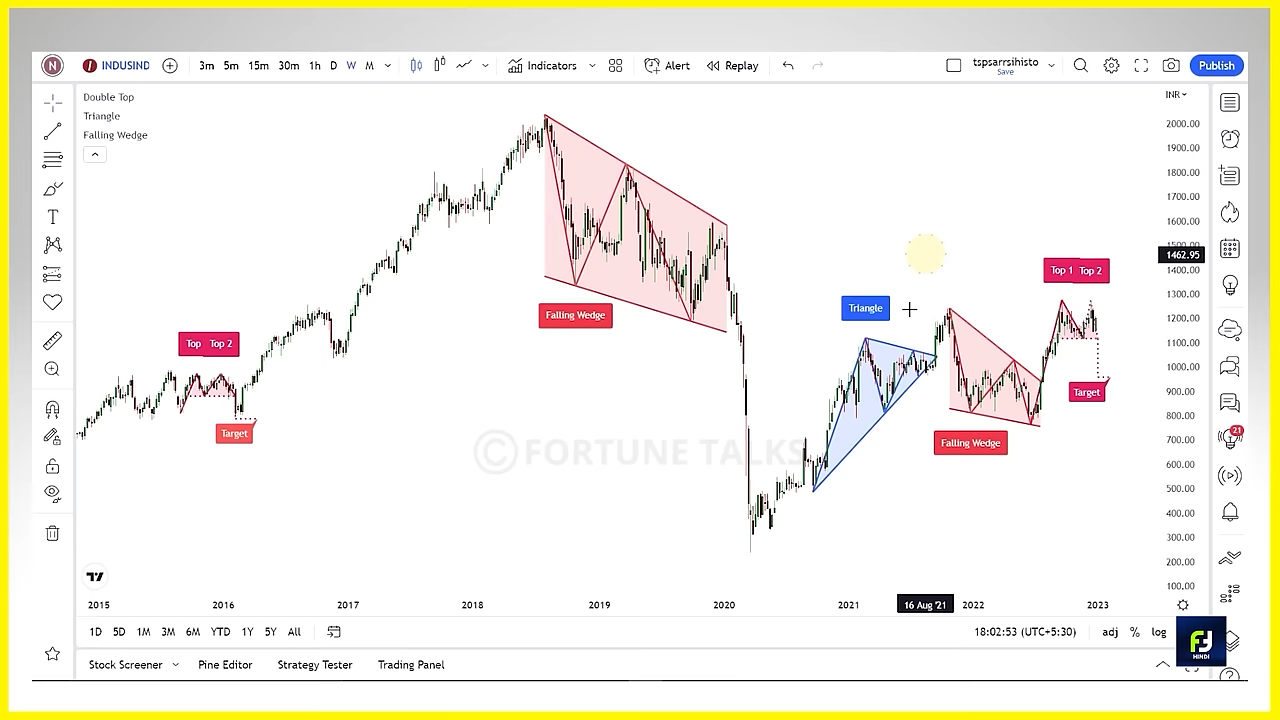 N INDUSIND 3m 5m 15m 30m 1h D W M Indicators Alert Replay tspsarrsihisto Save Publish
Double Top
Triangle
Falling Wedge
INR
2000.00
1900.00
1800.00
1700.00
1600.00
1500.00
1462.95
1400.00
1300.00
1200.00
1100.00
1000.00
900.00
800.00
700.00
600.00
500.00
400.00
300.00
200.00
100.00
Top 1 Top 2
Triangle
Falling Wedge
Top Top 2
Target
Target
Falling Wedge
© FORTUNE TALKS
21
2015 2016 2017 2018 2019 2020 2021 16 Aug '21 2022 2023
1D 5D 1M 3M 6M YTD 1Y 5Y All 18:02:53 (UTC+5:30) adj % log
FT
HINDI
Stock Screener Pine Editor Strategy Tester Trading Panel